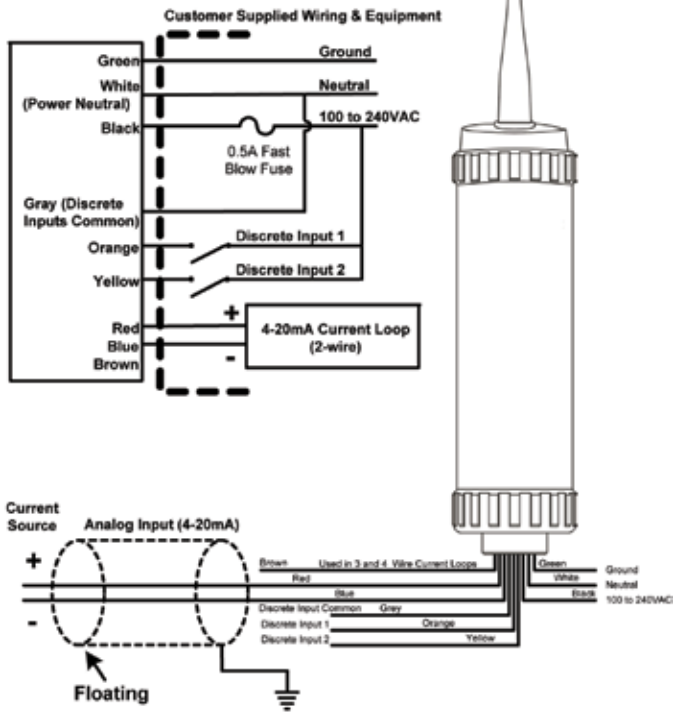 Customer Supplied Wiring & Equipment
Green
Ground
White
(Power Neutral)
Neutral
Black
100 to 240VAC
0.5A Fast
Blow Fuse
Gray (Discrete
Inputs Common)
Orange
Discrete Input 1
Yellow
Discrete Input 2
Red
+
4-20mA Current Loop
(2-wire)
Blue
-
Brown
Current
Source
Analog Input (4-20mA)
+
-
Floating
Brown Used in 3 and 4 Wire Current Loops
Red
Blue
Discrete Input Common Grey
Discrete Input 1 Orange
Discrete Input 2 Yellow
Green Ground
White Neutral
Black 100 to 240VAC